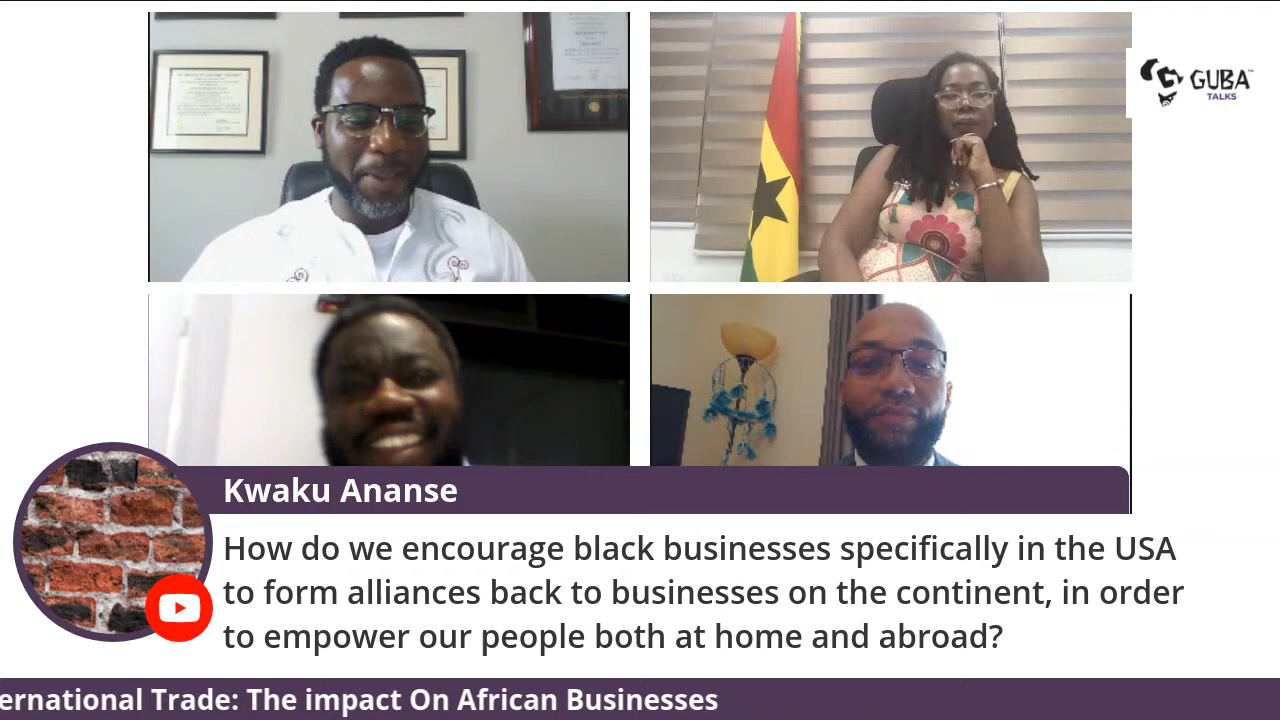 GUBA
TALKS
Kwaku Ananse
How do we encourage black businesses specifically in the USA
to form alliances back to businesses on the continent, in order
to empower our people both at home and abroad?
ernational Trade: The impact On African Businesses